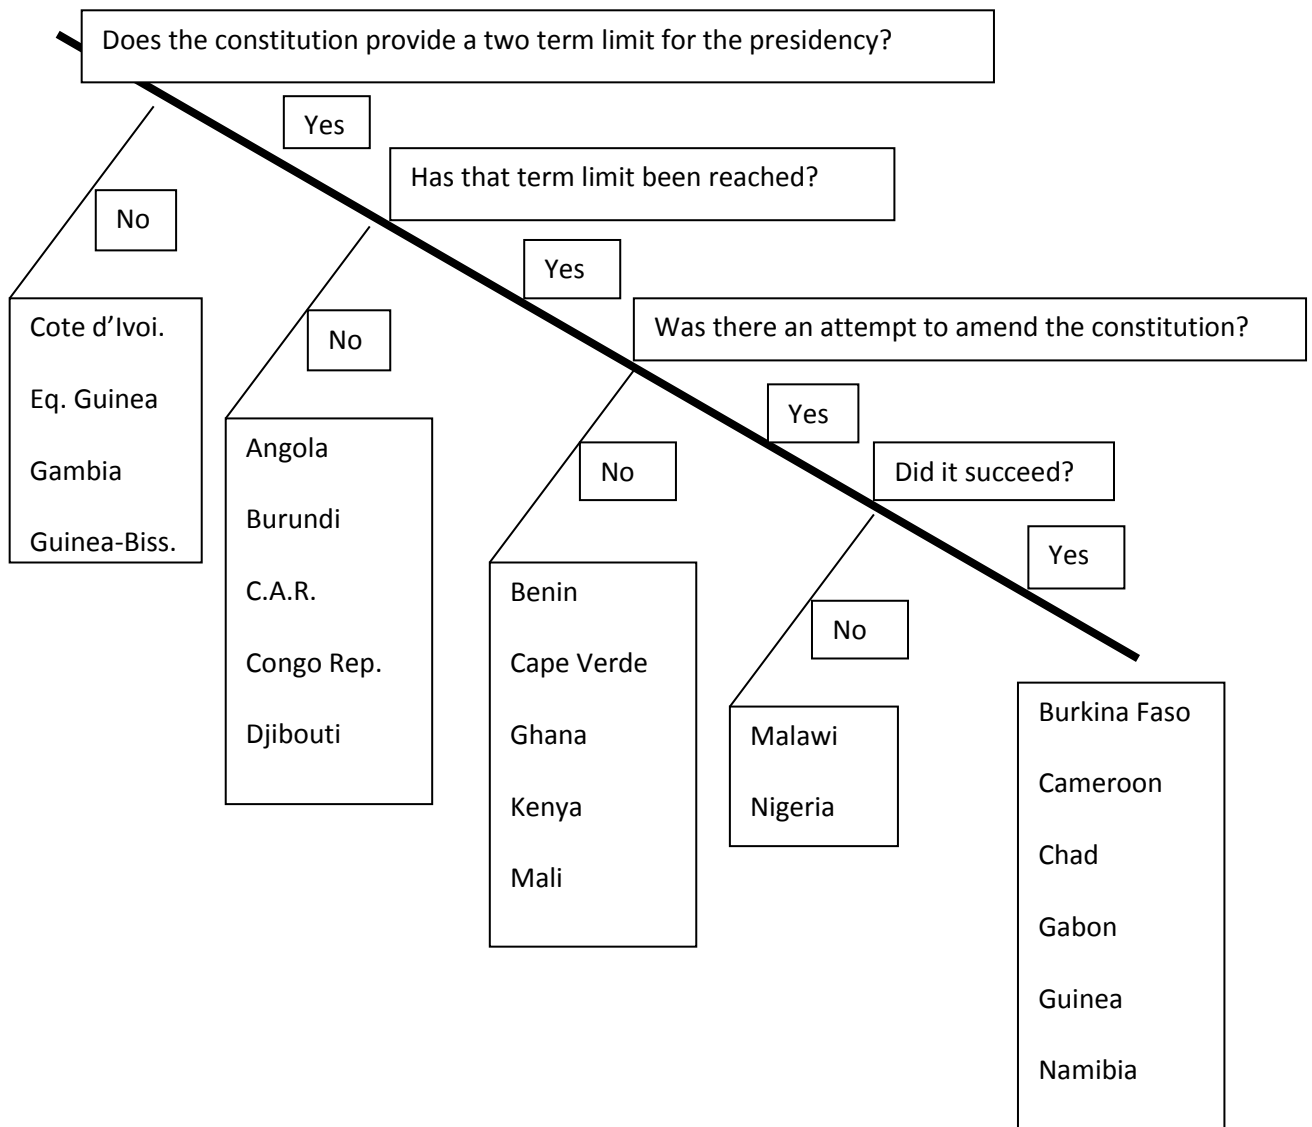 Does the constitution provide a two term limit for the presidency?
Yes
Has that term limit been reached?
No
Yes
Cote d’Ivoi.
Eq. Guinea
Gambia
Guinea-Biss.
Was there an attempt to amend the constitution?
No
Yes
Angola
Burundi
C.A.R.
Congo Rep.
Djibouti
Did it succeed?
No
Yes
Benin
Cape Verde
Ghana
Kenya
Mali
No
Malawi
Nigeria
Burkina Faso
Cameroon
Chad
Gabon
Guinea
Namibia